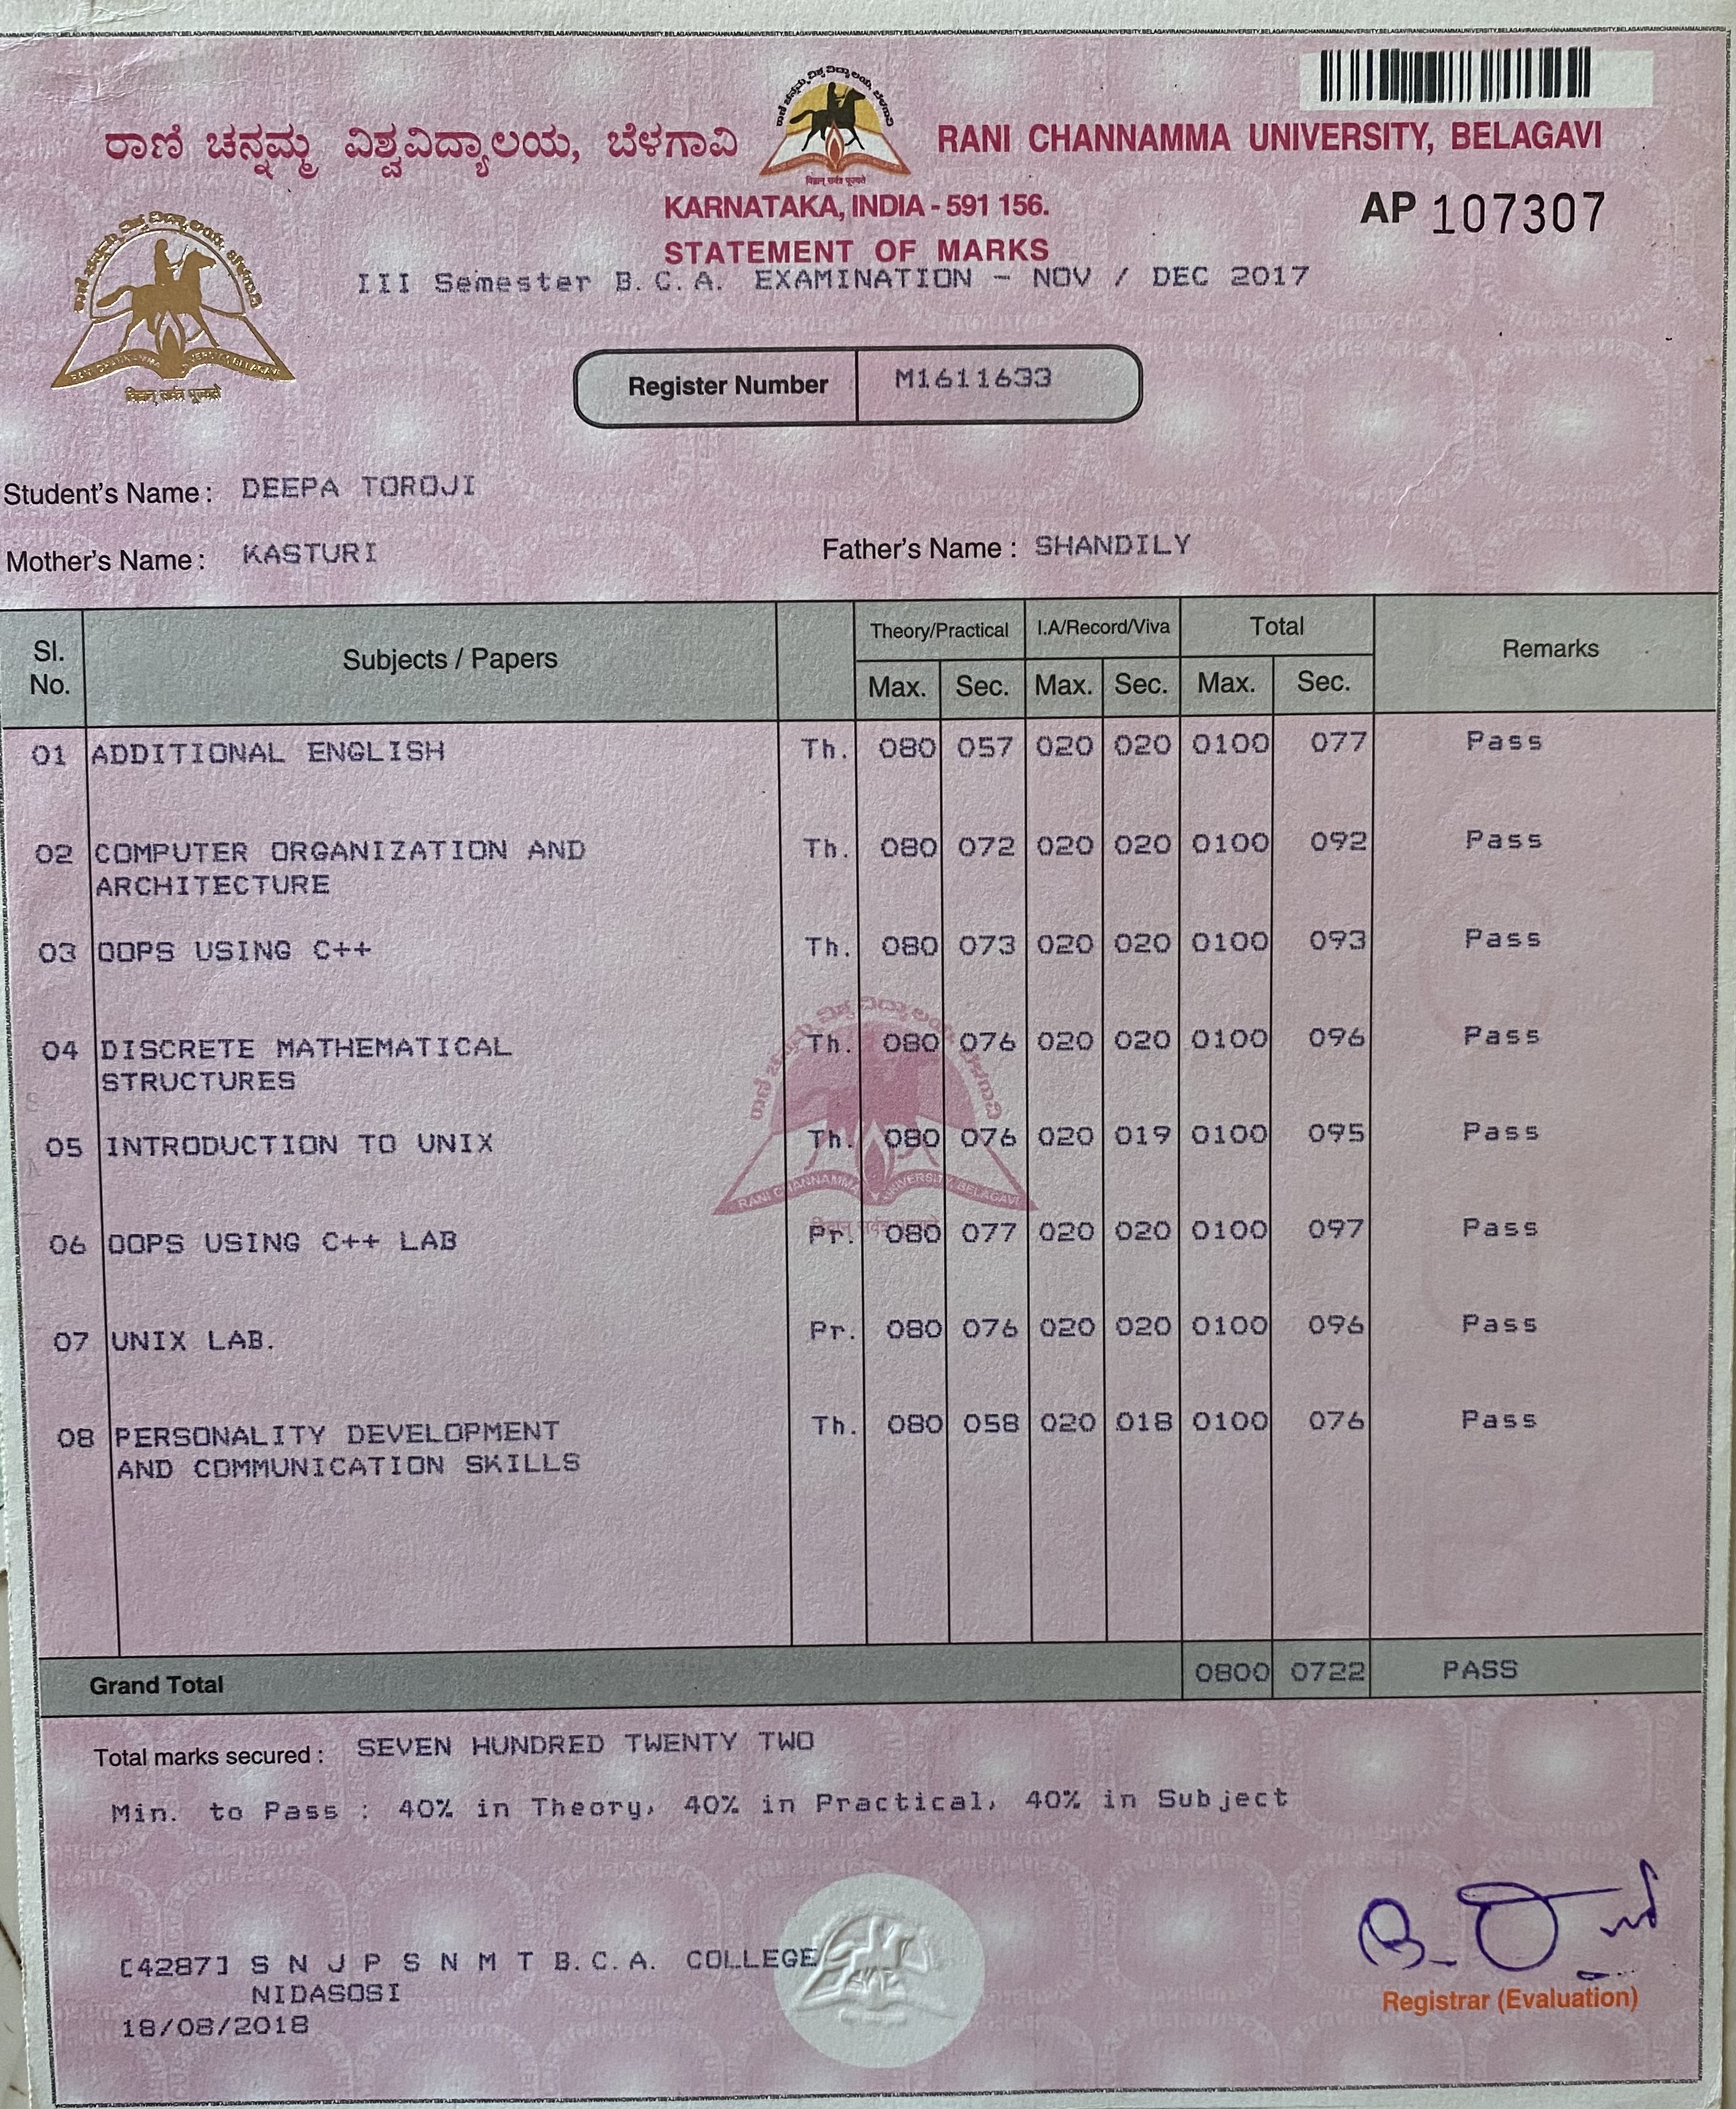 ರಾಣಿ ಚನ್ನಮ್ಮ ವಿಶ್ವವಿದ್ಯಾಲಯ, ಬೆಳಗಾವಿ
RANI CHANNAMMA UNIVERSITY, BELAGAVI
KARNATAKA, INDIA - 591 156.
AP 107307
STATEMENT OF MARKS
III Semester B.C.A. EXAMINATION - NOV / DEC 2017
Register Number M1611633
Student's Name : DEEPA TOROJI
Mother's Name : KASTURI Father's Name : SHANDILY
Sl. No. Subjects / Papers Theory/Practical I.A/Record/Viva Total Remarks
Max. Sec. Max. Sec. Max. Sec.
01 ADDITIONAL ENGLISH Th. 080 057 020 020 0100 077 Pass
02 COMPUTER ORGANIZATION AND Th. 080 072 020 020 0100 092 Pass
ARCHITECTURE
03 OOPS USING C++ Th. 080 073 020 020 0100 093 Pass
04 DISCRETE MATHEMATICAL Th. 080 076 020 020 0100 096 Pass
STRUCTURES
05 INTRODUCTION TO UNIX Th. 080 076 020 019 0100 095 Pass
06 OOPS USING C++ LAB Pr. 080 077 020 020 0100 097 Pass
07 UNIX LAB. Pr. 080 076 020 020 0100 096 Pass
08 PERSONALITY DEVELOPMENT Th. 080 058 020 018 0100 076 Pass
AND COMMUNICATION SKILLS
Grand Total 0800 0722 PASS
Total marks secured : SEVEN HUNDRED TWENTY TWO
Min. to Pass : 40% in Theory, 40% in Practical, 40% in Subject
[4287] S N J P S N M T B.C.A. COLLEGE
NIDASOSI
18/08/2018
Registrar (Evaluation)